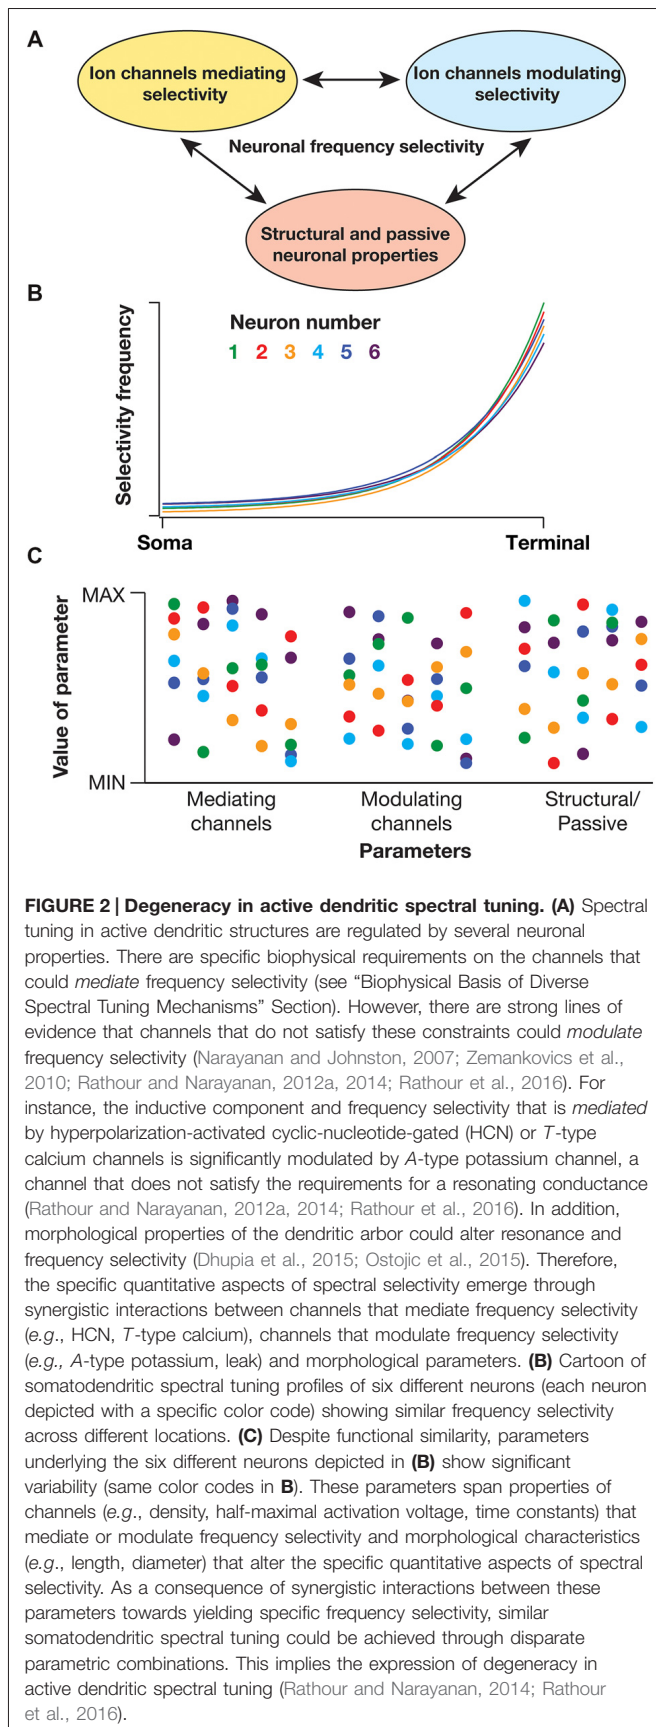 A
Ion channels mediating
selectivity
Ion channels modulating
selectivity
Neuronal frequency selectivity
Structural and passive
neuronal properties
B
Selectivity frequency
Neuron number
1 2 3 4 5 6
Soma
Terminal
C
Value of parameter
MAX
MIN
Mediating
channels
Modulating
channels
Structural/
Passive
Parameters
FIGURE 2 | Degeneracy in active dendritic spectral tuning. (A) Spectral
tuning in active dendritic structures are regulated by several neuronal
properties. There are specific biophysical requirements on the channels that
could mediate frequency selectivity (see “Biophysical Basis of Diverse
Spectral Tuning Mechanisms” Section). However, there are strong lines of
evidence that channels that do not satisfy these constraints could modulate
frequency selectivity (Narayanan and Johnston, 2007; Zemankovics et al.,
2010; Rathour and Narayanan, 2012a, 2014; Rathour et al., 2016). For
instance, the inductive component and frequency selectivity that is mediated
by hyperpolarization-activated cyclic-nucleotide-gated (HCN) or T-type
calcium channels is significantly modulated by A-type potassium channel, a
channel that does not satisfy the requirements for a resonating conductance
(Rathour and Narayanan, 2012a, 2014; Rathour et al., 2016). In addition,
morphological properties of the dendritic arbor could alter resonance and
frequency selectivity (Dhupia et al., 2015; Ostojic et al., 2015). Therefore,
the specific quantitative aspects of spectral selectivity emerge through
synergistic interactions between channels that mediate frequency selectivity
(e.g., HCN, T-type calcium), channels that modulate frequency selectivity
(e.g., A-type potassium, leak) and morphological parameters. (B) Cartoon of
somatodendritic spectral tuning profiles of six different neurons (each neuron
depicted with a specific color code) showing similar frequency selectivity
across different locations. (C) Despite functional similarity, parameters
underlying the six different neurons depicted in (B) show significant
variability (same color codes in B). These parameters span properties of
channels (e.g., density, half-maximal activation voltage, time constants) that
mediate or modulate frequency selectivity and morphological characteristics
(e.g., length, diameter) that alter the specific quantitative aspects of spectral
selectivity. As a consequence of synergistic interactions between these
parameters towards yielding specific frequency selectivity, similar
somatodendritic spectral tuning could be achieved through disparate
parametric combinations. This implies the expression of degeneracy in
active dendritic spectral tuning (Rathour and Narayanan, 2014; Rathour
et al., 2016).